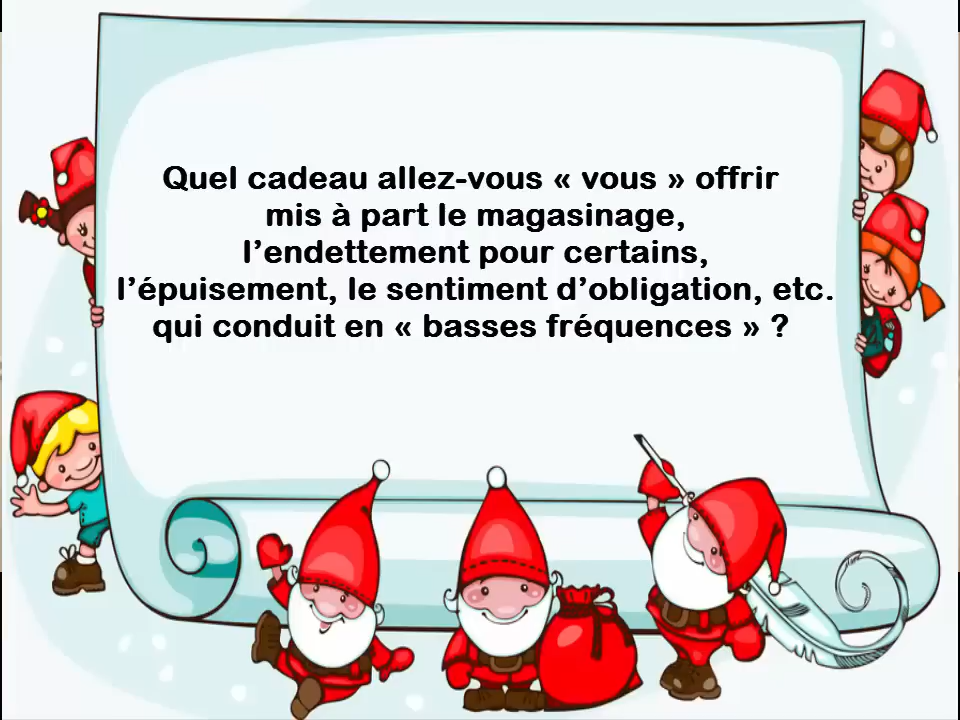 Quel cadeau allez-vous « vous » offrir
mis à part le magasinage,
l’endettement pour certains,
l’épuisement, le sentiment d’obligation, etc.
qui conduit en « basses fréquences » ?